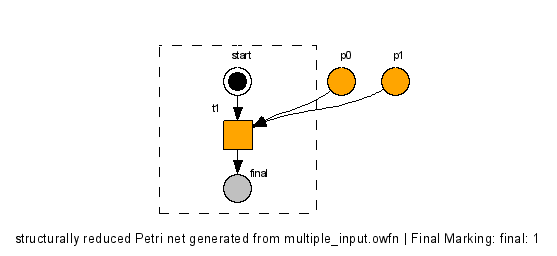 start
p0
p1
t1
final
structurally reduced Petri net generated from multiple_input.owfn | Final Marking: final: 1